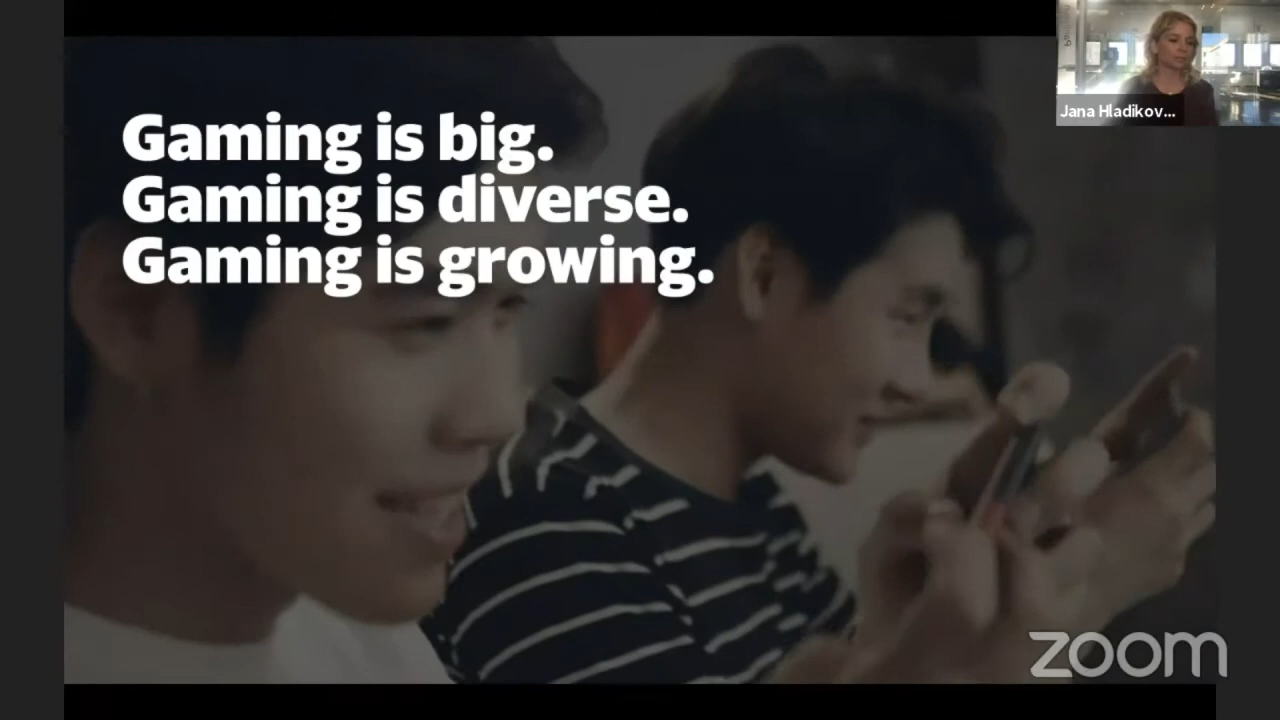 Gaming is big.
Gaming is diverse.
Gaming is growing.
Jana Hladikov...
zoom